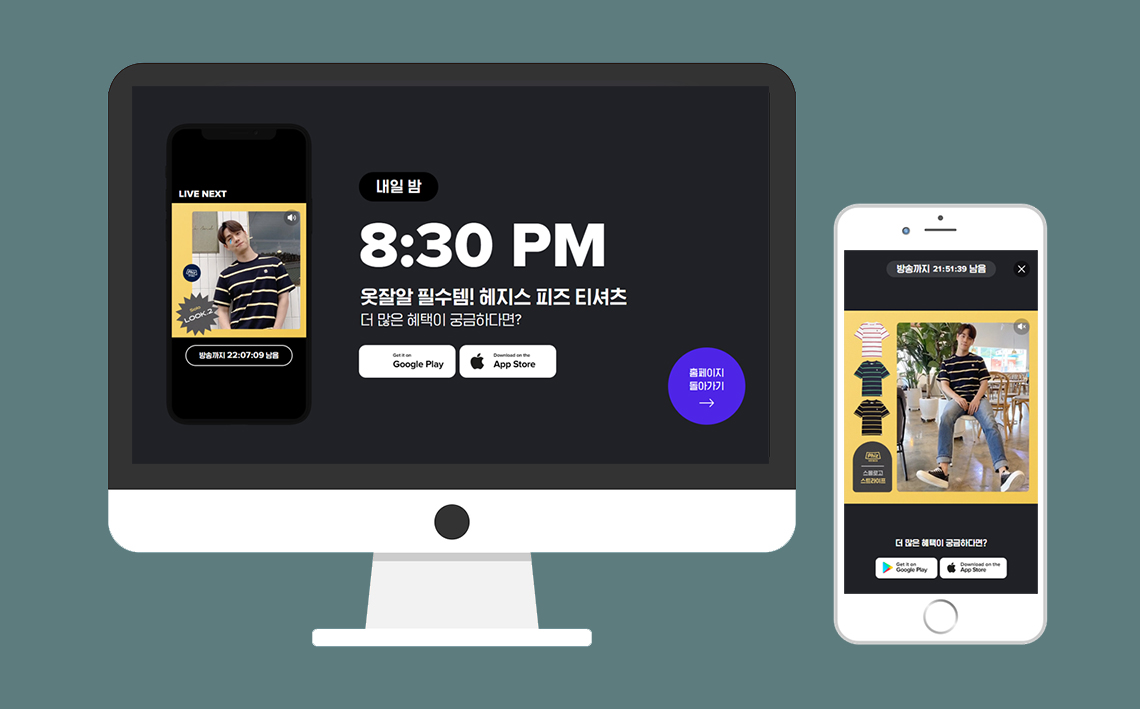 LIVE NEXT
Phiz
LOOK.2
방송까지 22:07:09 남음
내일 밤
8:30 PM
옷잘알 필수템! 헤지스 피즈 티셔츠
더 많은 혜택이 궁금하다면?
Get it on
Google Play
Download on the
App Store
홈페이지
돌아가기
방송까지 21:51:39 남음
Phiz
스몰로고
스트라이프
더 많은 혜택이 궁금하다면?
Get it on
Google Play
Download on the
App Store